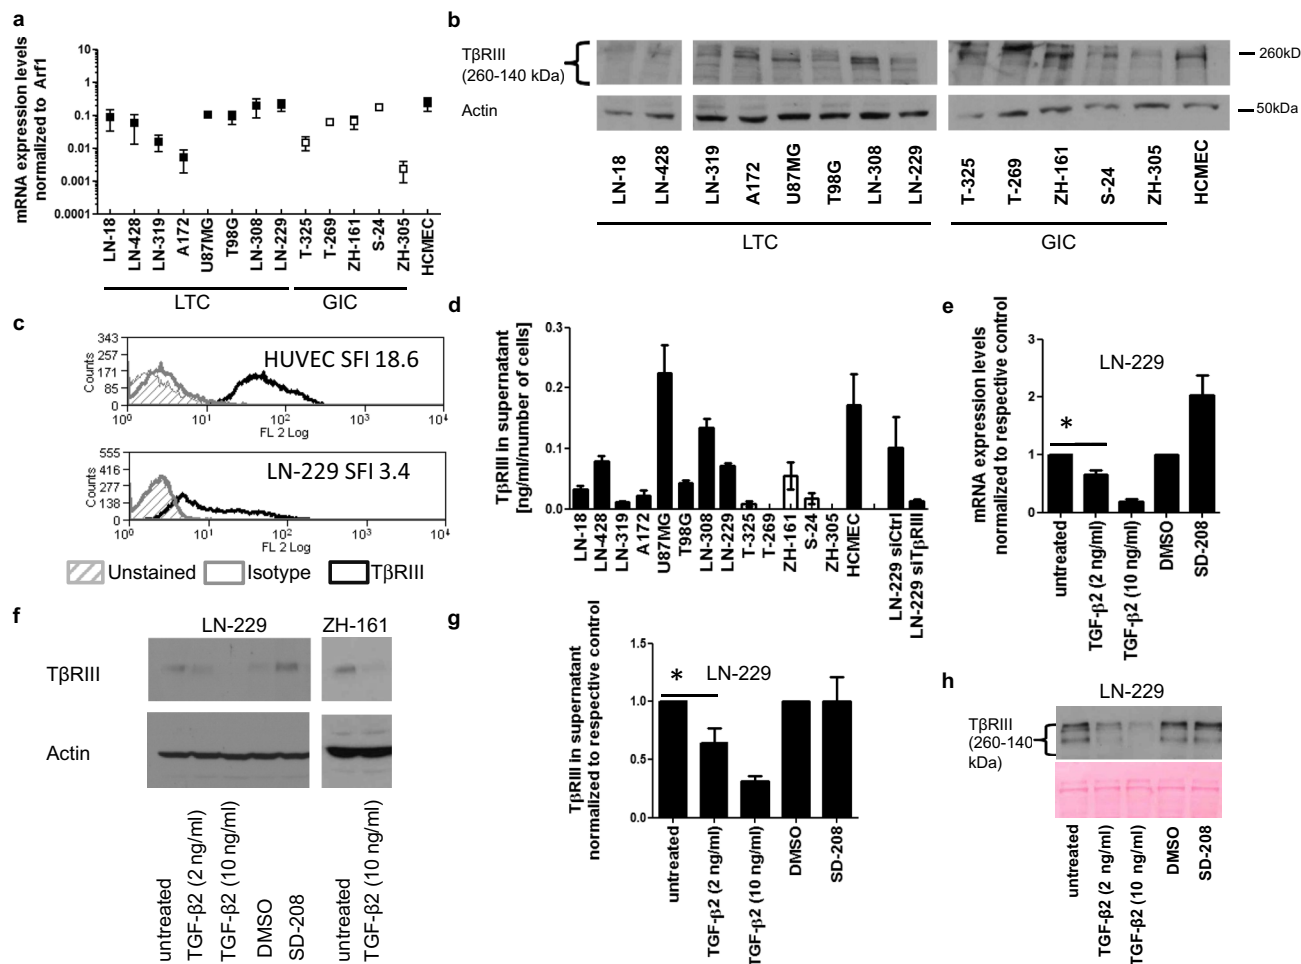 a
mRNA expression levels
normalized to Arf1
10
1
0.1
0.01
0.001
0.0001
LN-18
LN-428
LN-319
A172
U87MG
T98G
LN-308
LN-229
T-325
T-269
ZH-161
S-24
ZH-305
HCMEC
LTC
GIC
b
TβRIII
(260-140 kDa)
Actin
260kD
50kDa
LN-18
LN-428
LN-319
A172
U87MG
T98G
LN-308
LN-229
T-325
T-269
ZH-161
S-24
ZH-305
HCMEC
LTC
GIC
c
HUVEC SFI 18.6
Counts
343
257
171
85
0
10⁰
10¹
10²
10³
10⁴
FL 2 Log
LN-229 SFI 3.4
Counts
555
416
277
138
0
10⁰
10¹
10²
10³
10⁴
FL 2 Log
Unstained
Isotype
TβRIII
d
TβRIII in supernatant
[ng/ml/number of cells]
0.3
0.2
0.1
0.0
LN-18
LN-428
LN-319
A172
U87MG
T98G
LN-308
LN-229
T-325
T-269
ZH-161
S-24
ZH-305
HCMEC
LN-229 siCtrl
LN-229 siTβRIII
e
mRNA expression levels
normalized to respective control
LN-229
3
2
1
0
*
untreated
TGF-β2 (2 ng/ml)
TGF-β2 (10 ng/ml)
DMSO
SD-208
f
LN-229
ZH-161
TβRIII
Actin
untreated
TGF-β2 (2 ng/ml)
TGF-β2 (10 ng/ml)
DMSO
SD-208
untreated
TGF-β2 (10 ng/ml)
g
TβRIII in supernatant
normalized to respective control
LN-229
1.5
1.0
0.5
0.0
*
untreated
TGF-β2 (2 ng/ml)
TGF-β2 (10 ng/ml)
DMSO
SD-208
h
LN-229
TβRIII
(260-140
kDa)
untreated
TGF-β2 (2 ng/ml)
TGF-β2 (10 ng/ml)
DMSO
SD-208